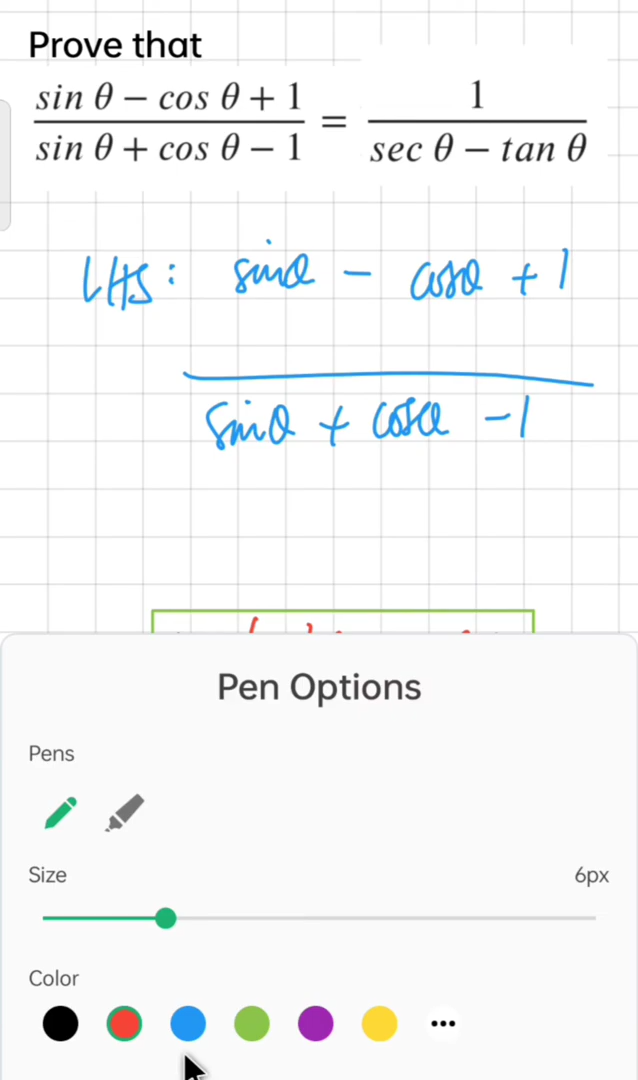 Prove that
sin θ − cos θ + 1
sin θ + cos θ − 1
=
1
sec θ − tan θ
LHS: sinθ − cosθ + 1
sinθ + cosθ −1
Pen Options
Pens
Size 6px
Color